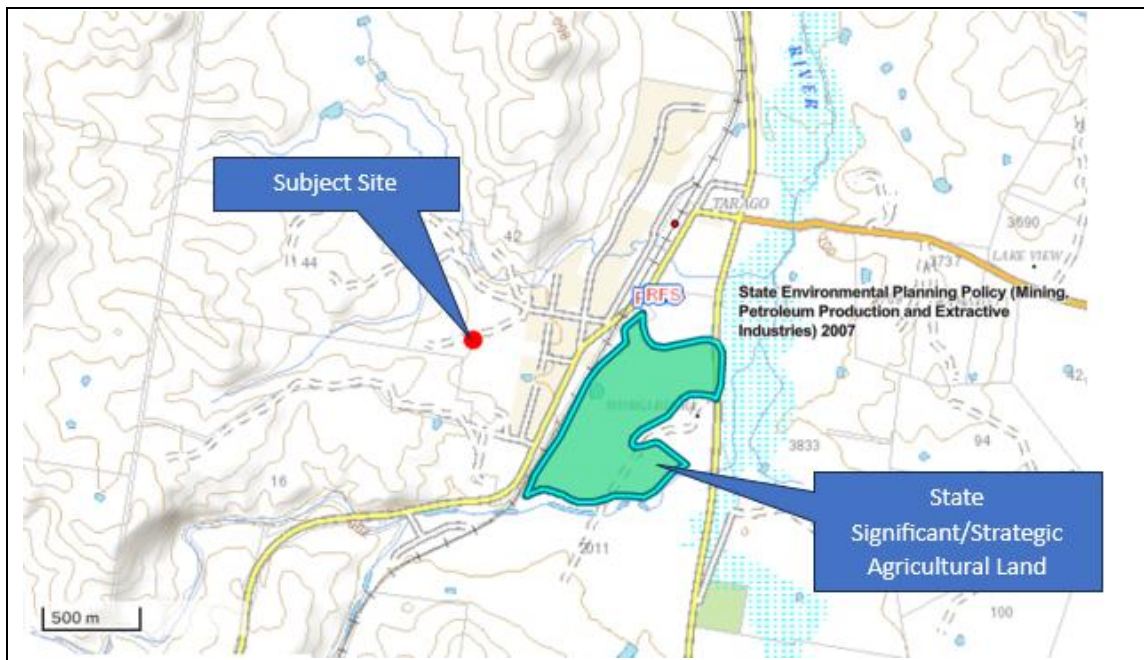 RIVER
Subject Site
TARAGO
42
3690
LAKE VIEW
3737
44
RFS
State Environmental Planning Policy (Mining,
Petroleum Production and Extractive
Industries) 2007
3833
94
16
State
Significant/Strategic
Agricultural Land
2011
100
500 m